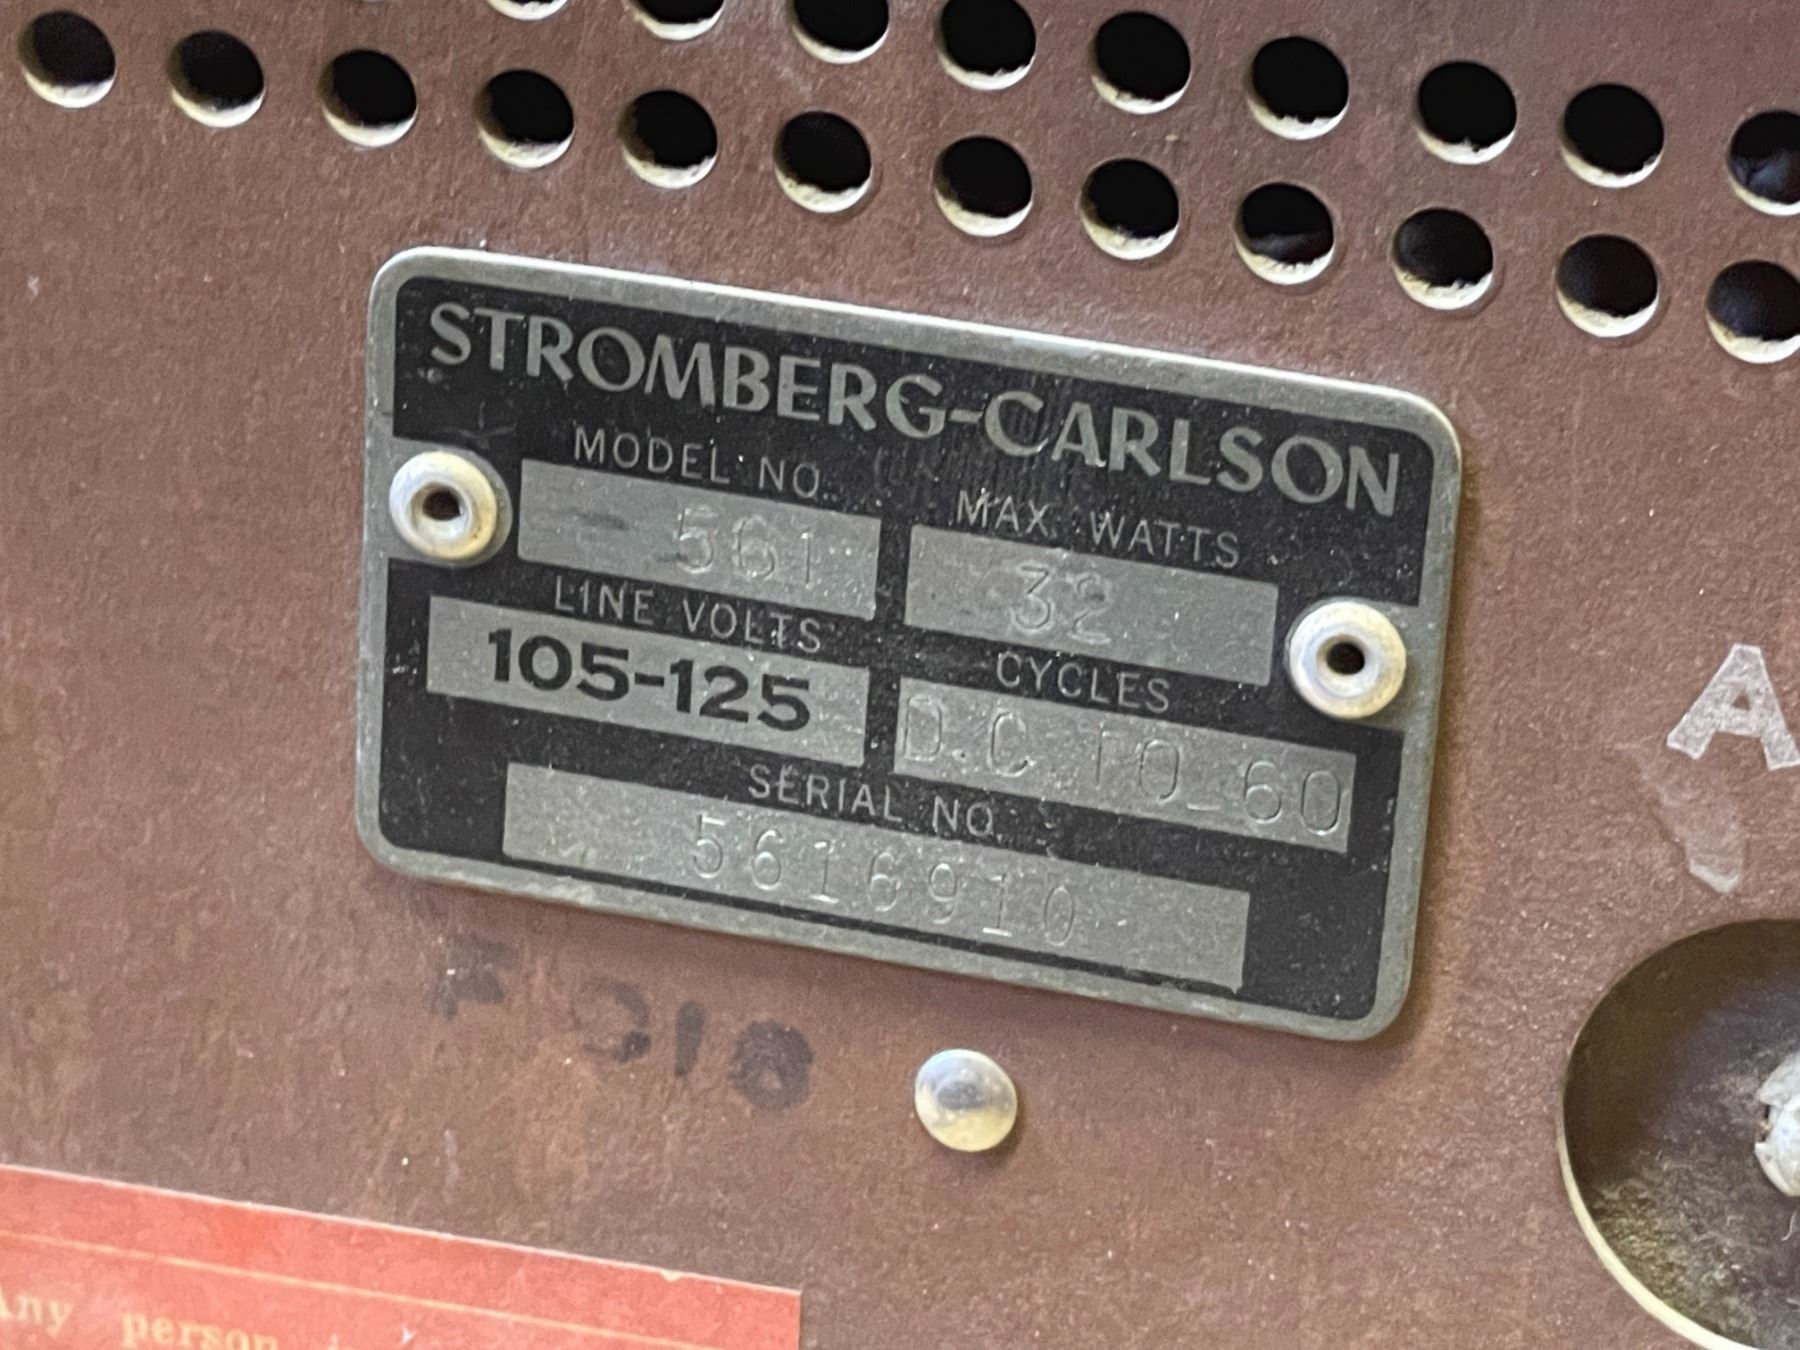 STROMBERG-CARLSON
MODEL NO.
561
MAX. WATTS
32
LINE VOLTS
105-125
CYCLES
D.C TO 60
SERIAL NO.
5616910
A
Any person